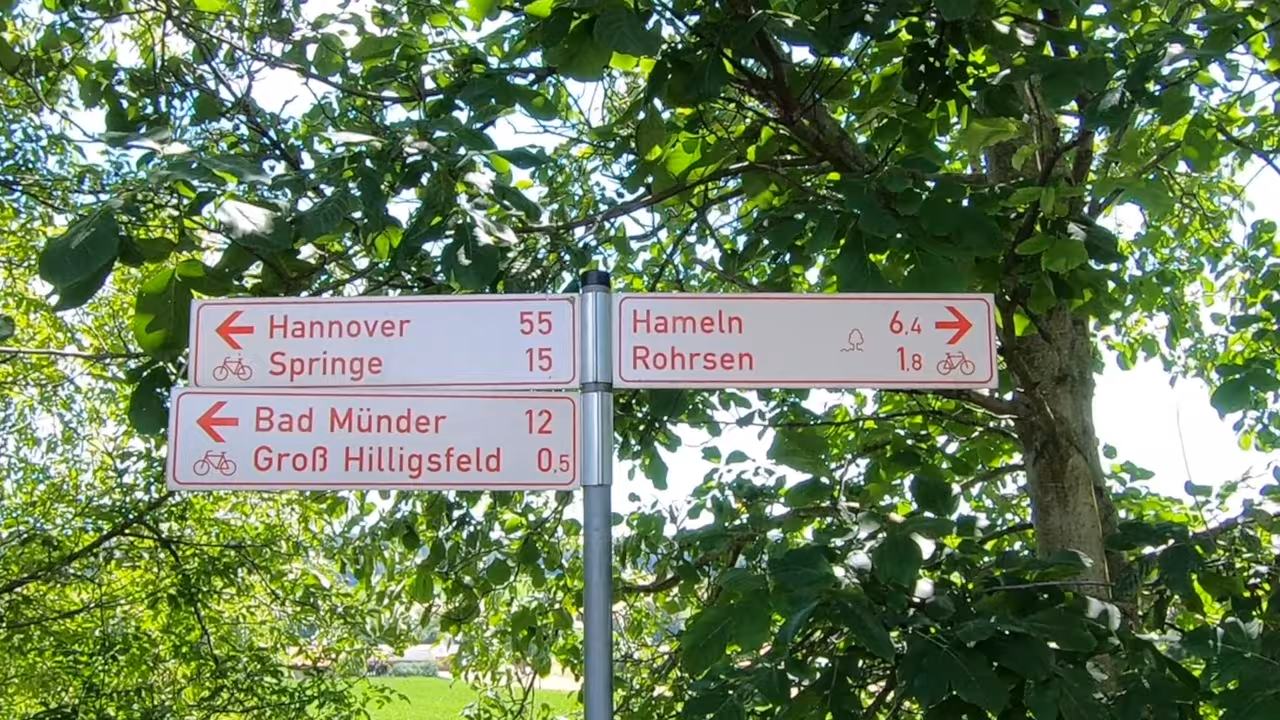 Hannover 55
Springe 15
Bad Münder 12
Groß Hilligsfeld 0,5
Hameln 6,4
Rohrsen 1,8